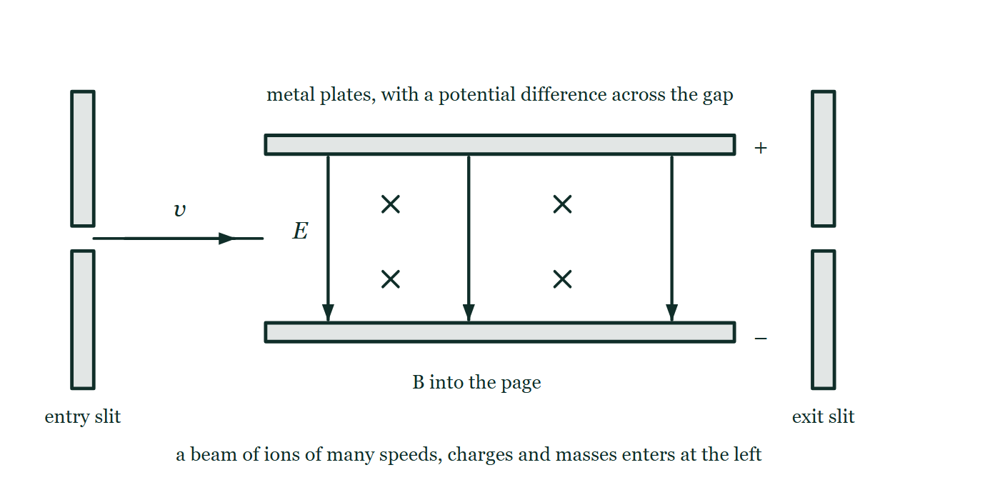 metal plates, with a potential difference across the gap
+
v
E
−
B into the page
entry slit
exit slit
a beam of ions of many speeds, charges and masses enters at the left